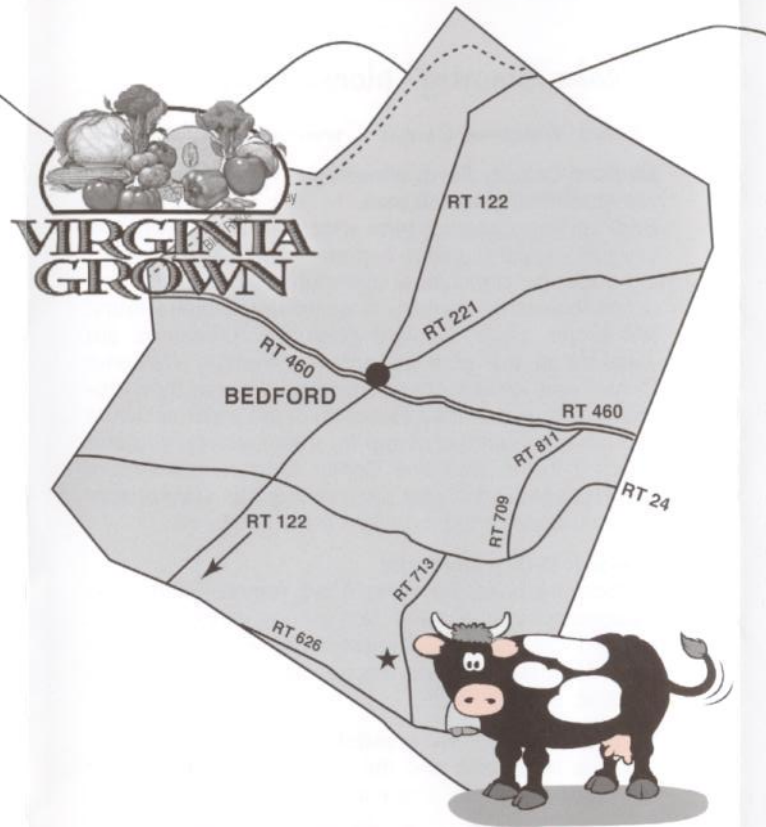 RT 122
VIRGINIA
GROWN
RT 221
RT 460
BEDFORD
RT 460
RT 811
RT 24
RT 709
RT 122
RT 713
RT 626